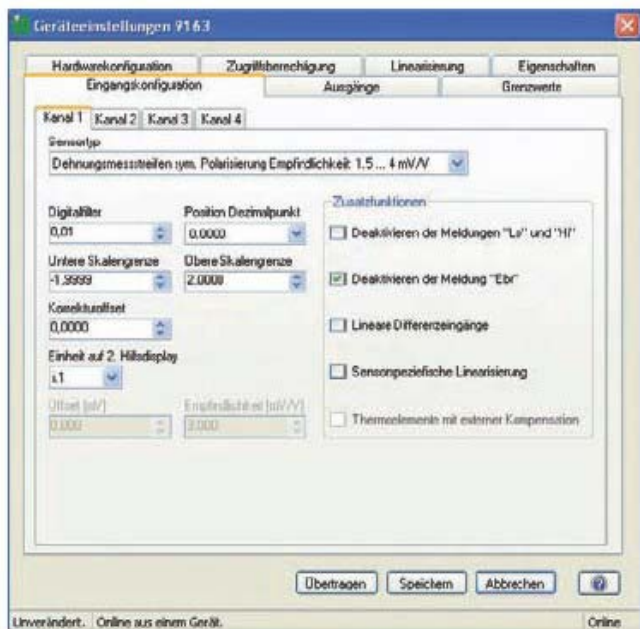 Geräteeinstellungen 9163
Hardwarekonfiguration Zugriffsberechigung Linearisierung Eigenschaften
Eingangskonfiguration Ausgänge Grenzwerte
Kanal 1 Kanal 2 Kanal 3 Kanal 4
Sensortyp
Dehnungsmessstreifen sym. Polarisierung Empfindlichkeit: 1.5 ... 4 mV/V
Zusatzfunktionen
Digitalfilter Position Dezimalpunkt
0,01 0.0000
Deaktivieren der Meldungen "Lo" und "Hi"
Untere Skalengrenze Obere Skalengrenze
-1,9999 2.0000
Deaktivieren der Meldung "Ebr"
Korrekturoffset
0,0000
Lineare Differenzeingänge
Einheit auf 2. Hilfsdisplay
Sensorspeziefische Linearisierung
Offset [mV] Empfindlichkeit [mV/V]
0.000 3.000
Thermoelemente mit externer Kompensation
Übertragen Speichern Abbrechen ?
Unverändert. Online aus einem Gerät. Online